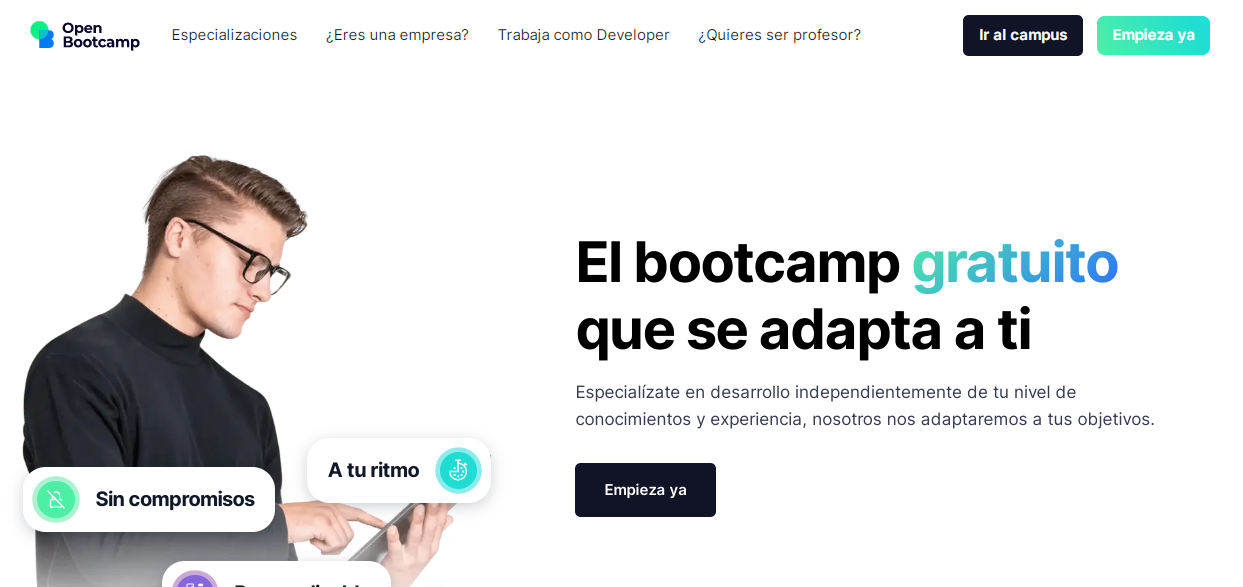 Open
Bootcamp
Especializaciones
¿Eres una empresa?
Trabaja como Developer
¿Quieres ser profesor?
Ir al campus
Empieza ya
El bootcamp gratuito
que se adapta a ti
Especialízate en desarrollo independientemente de tu nivel de
conocimientos y experiencia, nosotros nos adaptaremos a tus objetivos.
Empieza ya
A tu ritmo
Sin compromisos